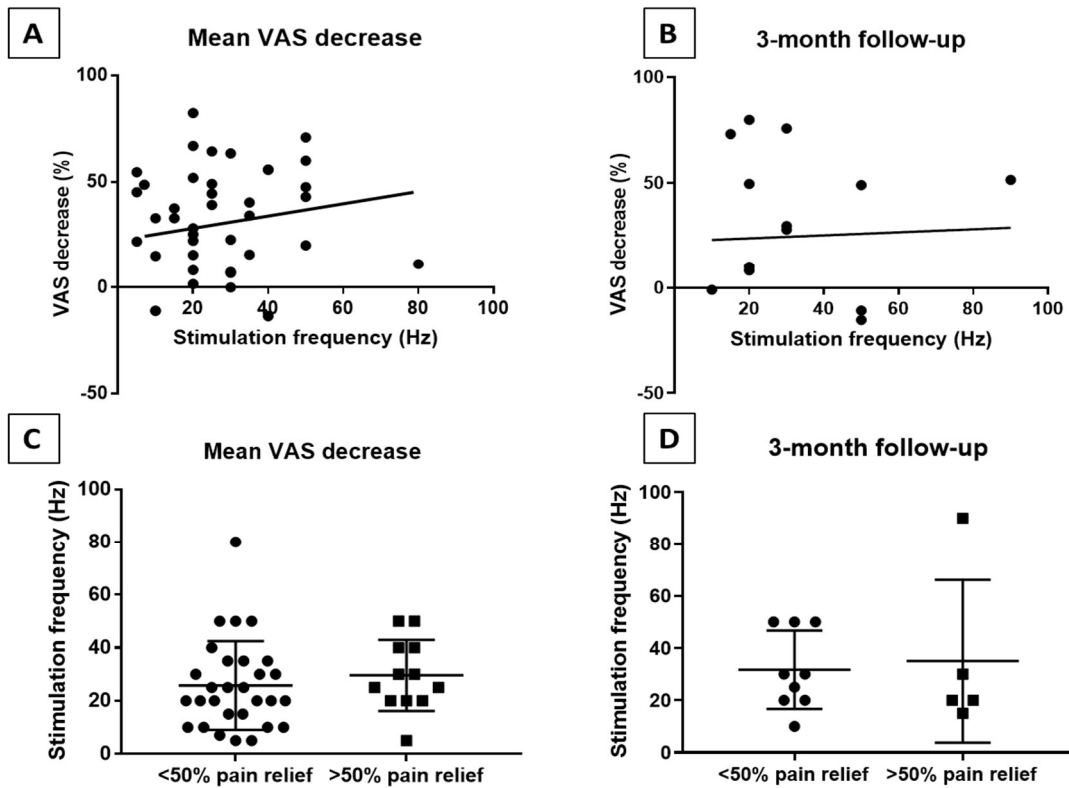 A
Mean VAS decrease
VAS decrease (%)
100
50
0
-50
20 40 60 80 100
Stimulation frequency (Hz)
B
3-month follow-up
VAS decrease (%)
100
50
0
-50
20 40 60 80 100
Stimulation frequency (Hz)
C
Mean VAS decrease
Stimulation frequency (Hz)
100
80
60
40
20
0
<50% pain relief >50% pain relief
D
3-month follow-up
Stimulation frequency (Hz)
100
80
60
40
20
0
<50% pain relief >50% pain relief